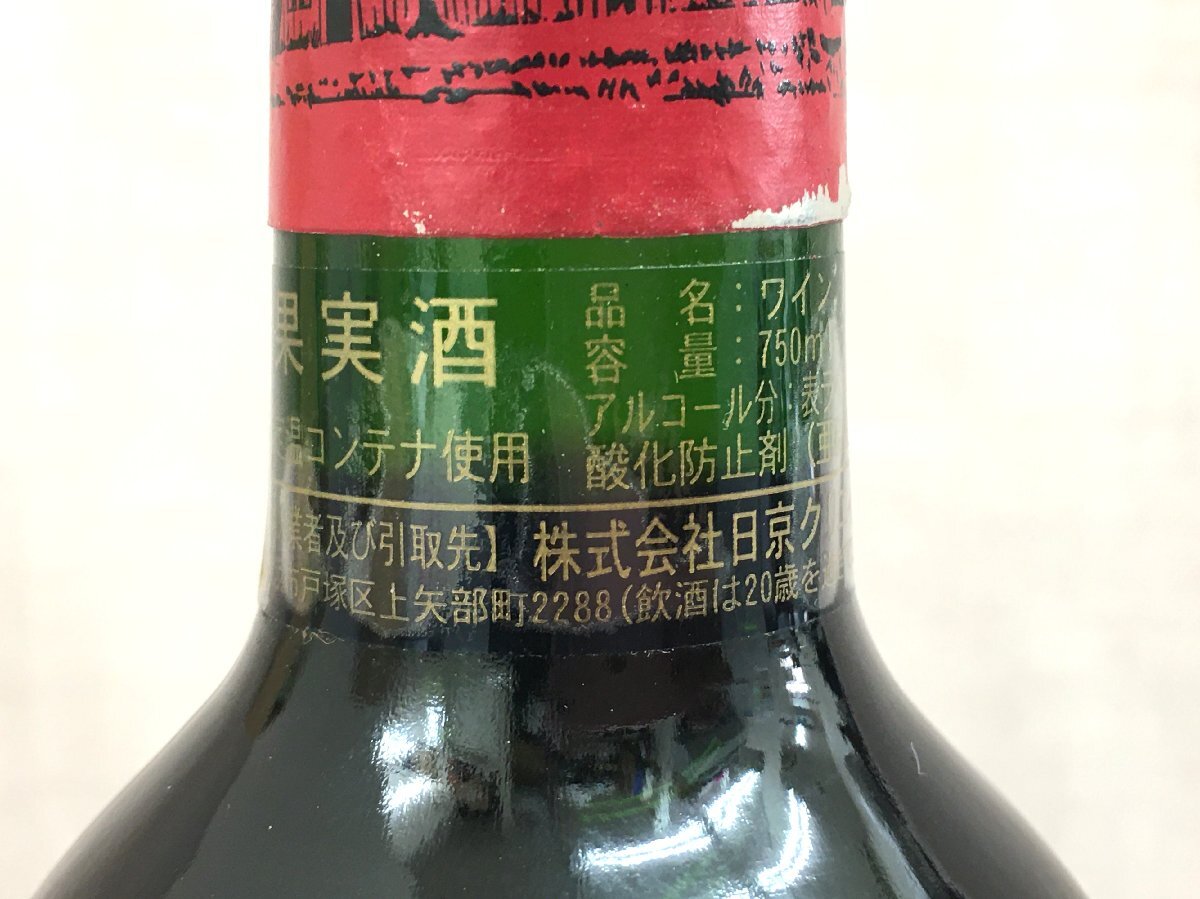 果実酒
温コンテナ使用
品 名：ワイン
容 量：750m
アルコール分：表
酸化防止剤（亜
業者及び引取先】 株式会社日京ク
戸塚区上矢部町2288(飲酒は20歳を